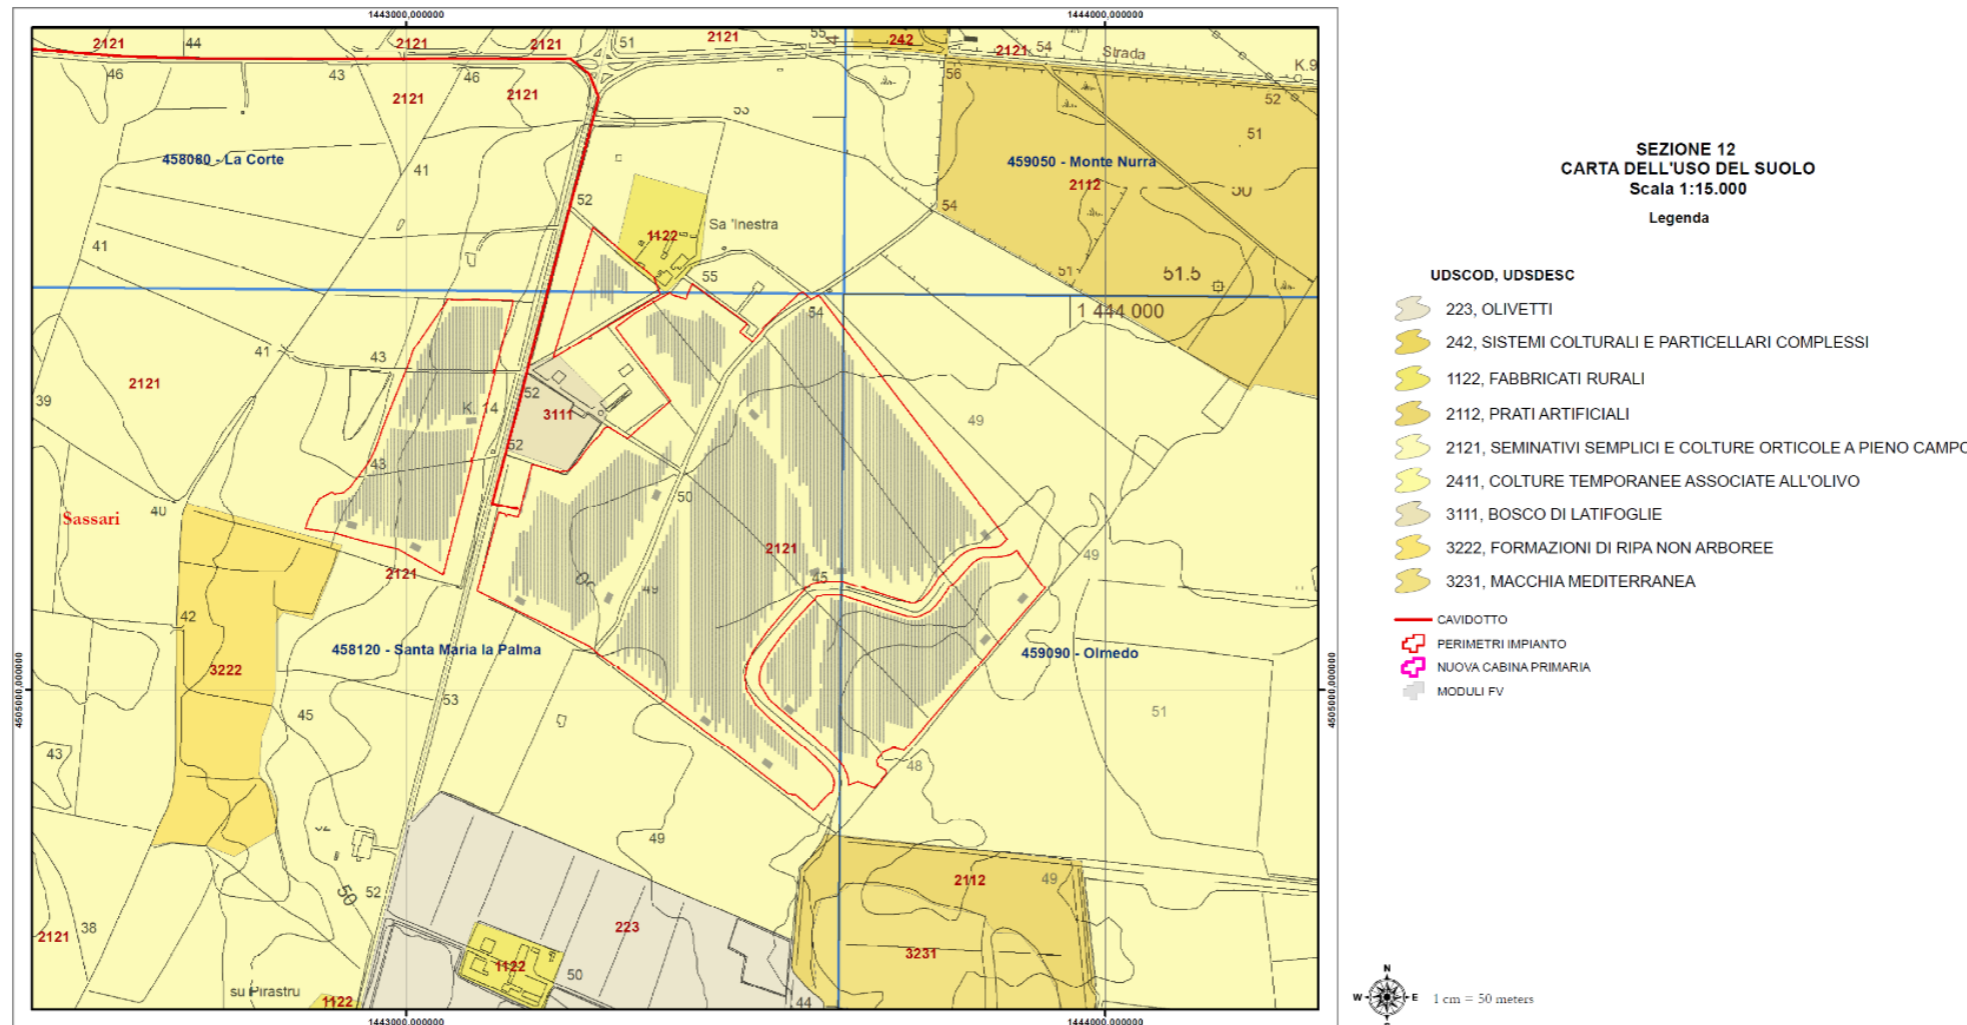 1443000,000000
1444000,000000
2121
44
2121
2121
51
2121
55
242
2121
54
Strada
K.9
46
43
46
56
2121
2121
52
53
51
458080 - La Corte
459050 - Monte Nurra
41
2112
50
52
54
Sa 'Inestra
41
1122
55
51
51.5
1 444 000
54
41
43
2121
39
52
K. 14
3111
49
52
43
50
40
Sassari
2121
49
2121
45
49
42
458120 - Santa Maria la Palma
459090 - Olmedo
3222
4505000,000000
4505000,000000
53
45
51
43
48
49
52
50
2112
49
38
2121
223
3231
1122
50
su Pirastru
1122
44
1443000,000000
1444000,000000
SEZIONE 12
CARTA DELL'USO DEL SUOLO
Scala 1:15.000
Legenda
UDSCOD, UDSDESC
223, OLIVETTI
242, SISTEMI COLTURALI E PARTICELLARI COMPLESSI
1122, FABBRICATI RURALI
2112, PRATI ARTIFICIALI
2121, SEMINATIVI SEMPLICI E COLTURE ORTICOLE A PIENO CAMPO
2411, COLTURE TEMPORANEE ASSOCIATE ALL'OLIVO
3111, BOSCO DI LATIFOGLIE
3222, FORMAZIONI DI RIPA NON ARBOREE
3231, MACCHIA MEDITERRANEA
CAVIDOTTO
PERIMETRI IMPIANTO
NUOVA CABINA PRIMARIA
MODULI FV
N
W
E
1 cm = 50 meters